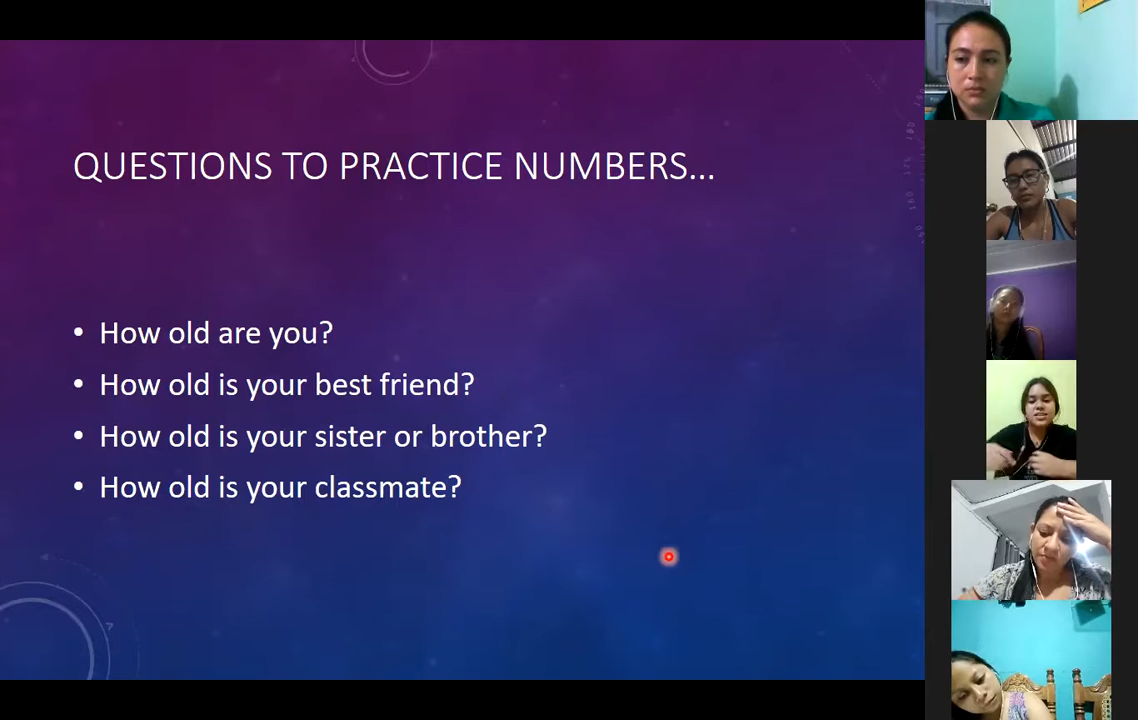 QUESTIONS TO PRACTICE NUMBERS...
• How old are you?
• How old is your best friend?
• How old is your sister or brother?
• How old is your classmate?